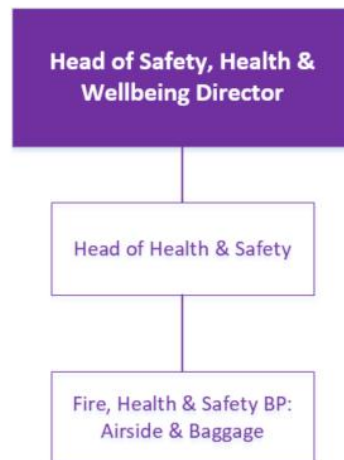 Head of Safety, Health &
Wellbeing Director
Head of Health & Safety
Fire, Health & Safety BP:
Airside & Baggage